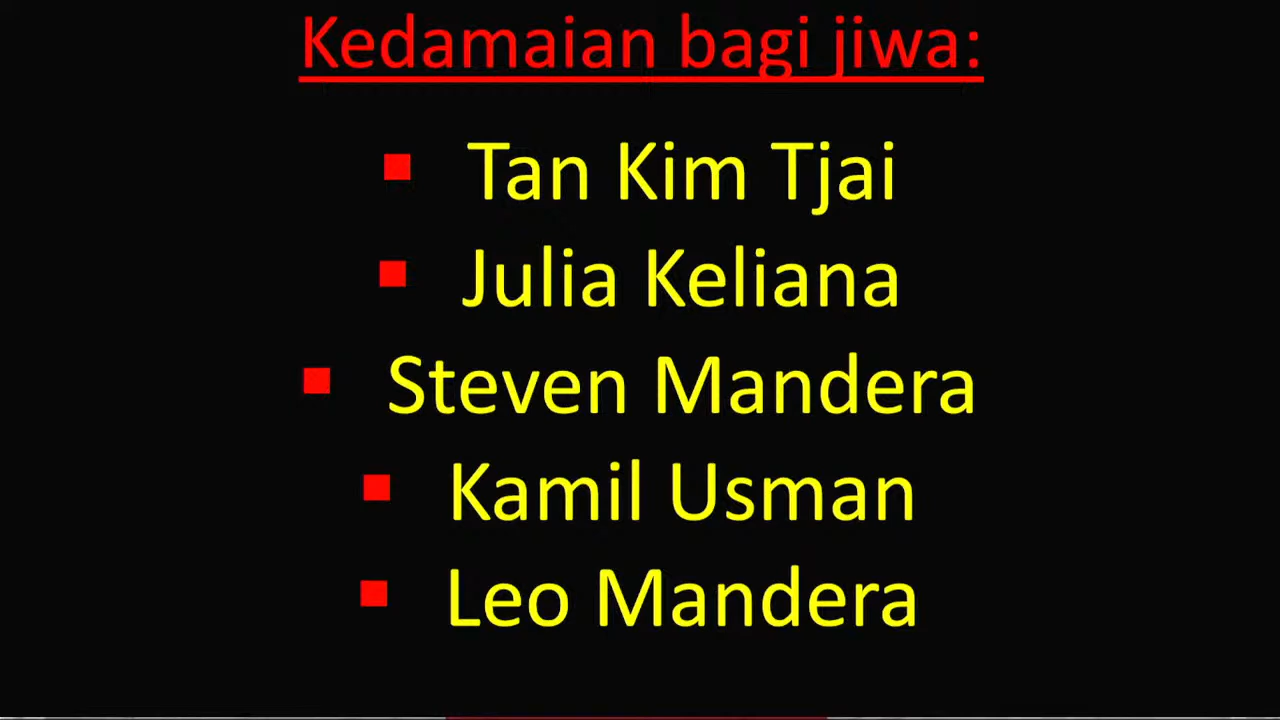 Kedamaian bagi jiwa:
▪ Tan Kim Tjai
▪ Julia Keliana
▪ Steven Mandera
▪ Kamil Usman
▪ Leo Mandera